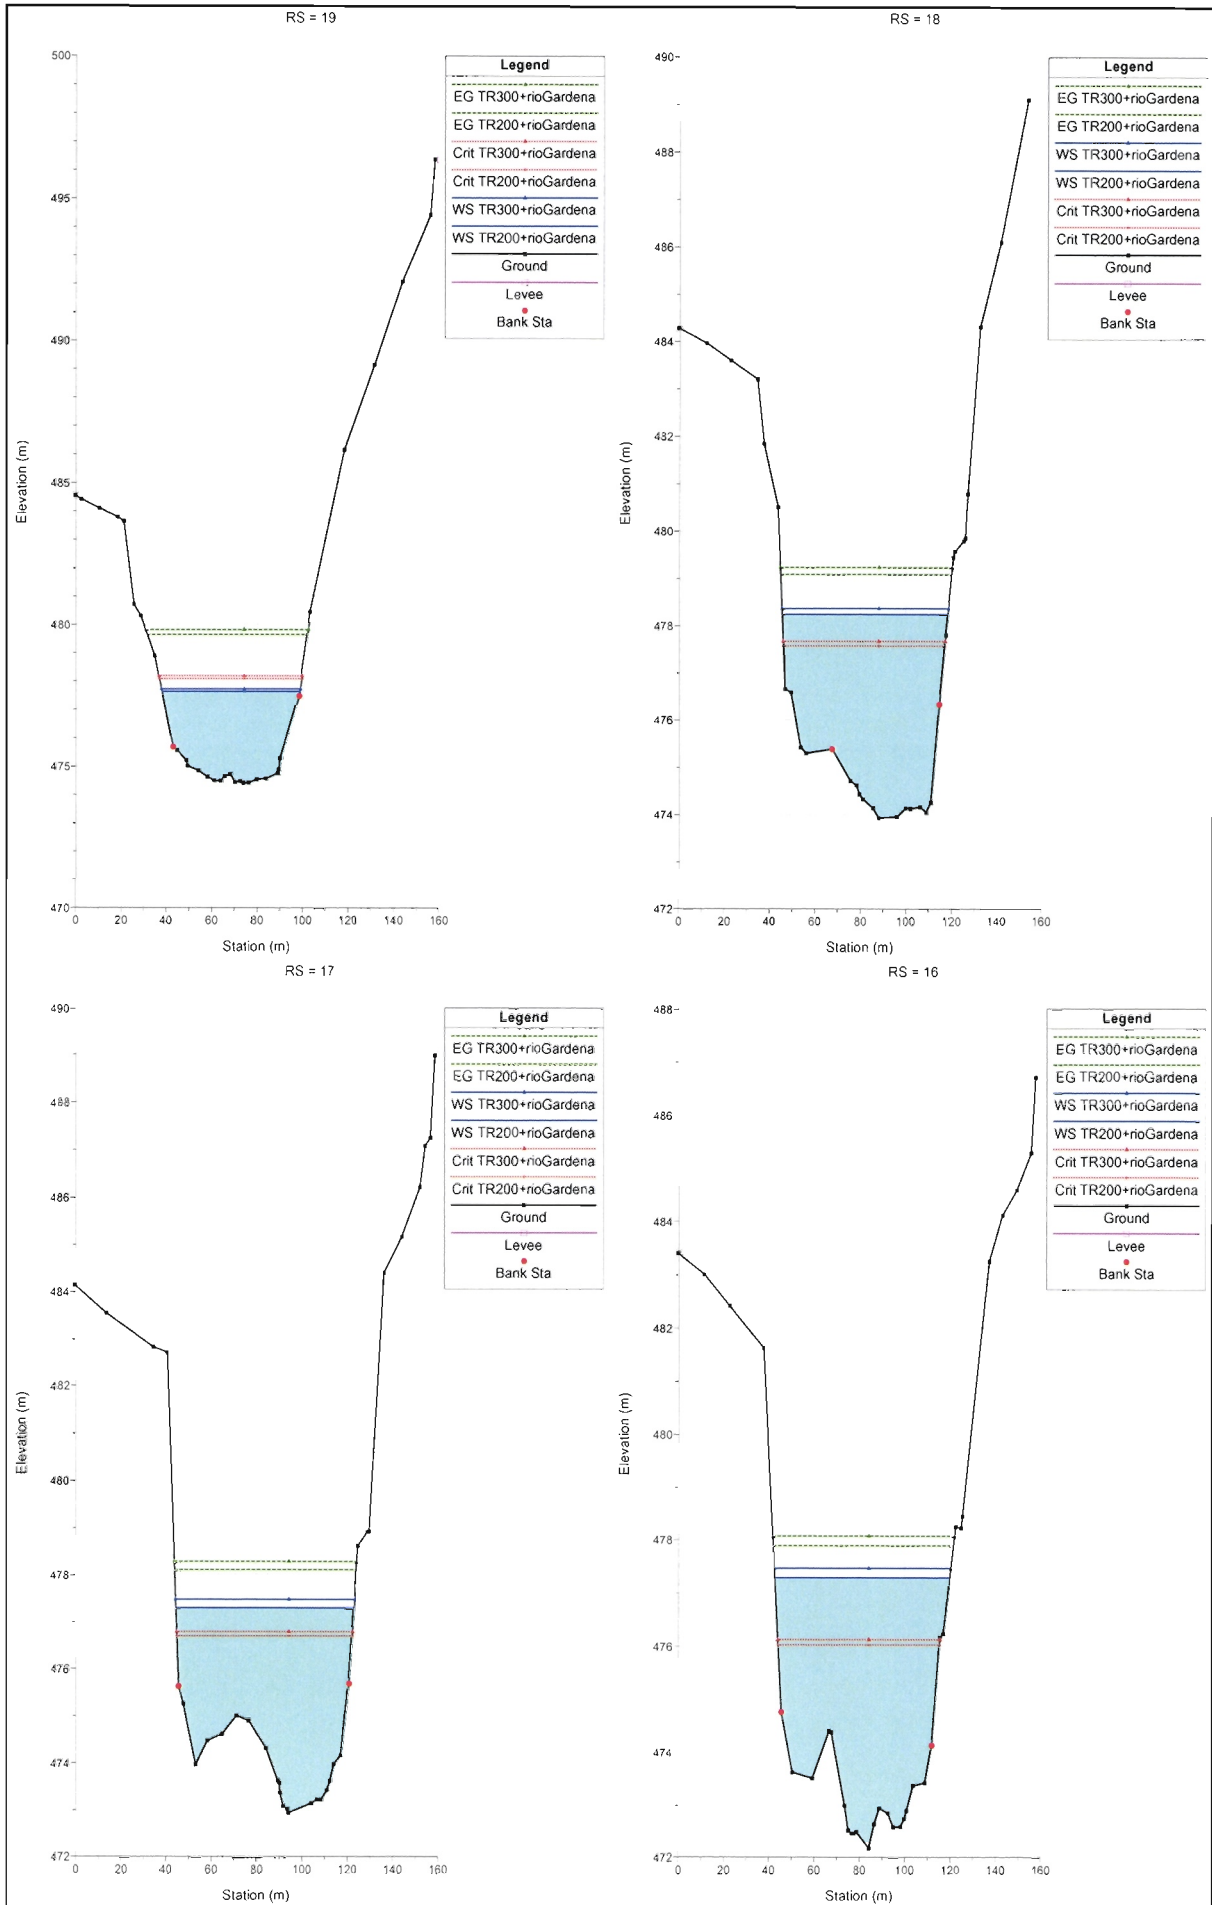 RS = 19
500
495
490
485
480
475
470
0 20 40 60 80 100 120 140 160
Elevation (m)
Station (m)
Legend
EG TR300+rioGardena
EG TR200+rioGardena
Crit TR300+rioGardena
Crit TR200+rioGardena
WS TR300+rioGardena
WS TR200+rioGardena
Ground
Levee
Bank Sta
RS = 18
490
488
486
484
482
480
478
476
474
472
0 20 40 60 80 100 120 140 160
Elevation (m)
Station (m)
Legend
EG TR300+rioGardena
EG TR200+rioGardena
WS TR300+rioGardena
WS TR200+rioGardena
Crit TR300+rioGardena
Crit TR200+rioGardena
Ground
Levee
Bank Sta
RS = 17
490
488
486
484
482
480
478
476
474
472
0 20 40 60 80 100 120 140 160
Elevation (m)
Station (m)
Legend
EG TR300+rioGardena
EG TR200+rioGardena
WS TR300+rioGardena
WS TR200+rioGardena
Crit TR300+rioGardena
Crit TR200+rioGardena
Ground
Levee
Bank Sta
RS = 16
488
486
484
482
480
478
476
474
472
0 20 40 60 80 100 120 140 160
Elevation (m)
Station (m)
Legend
EG TR300+rioGardena
EG TR200+rioGardena
WS TR300+rioGardena
WS TR200+rioGardena
Crit TR300+rioGardena
Crit TR200+rioGardena
Ground
Levee
Bank Sta